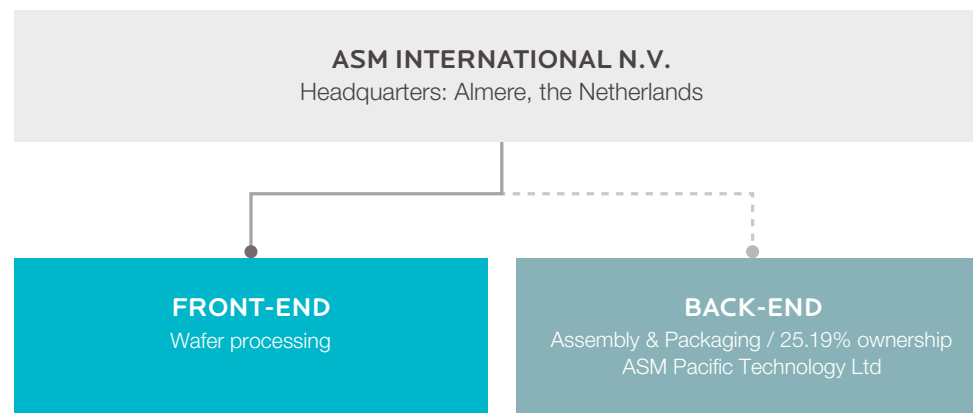 ASM INTERNATIONAL N.V.
Headquarters: Almere, the Netherlands
FRONT-END
Wafer processing
BACK-END
Assembly & Packaging / 25.19% ownership
ASM Pacific Technology Ltd